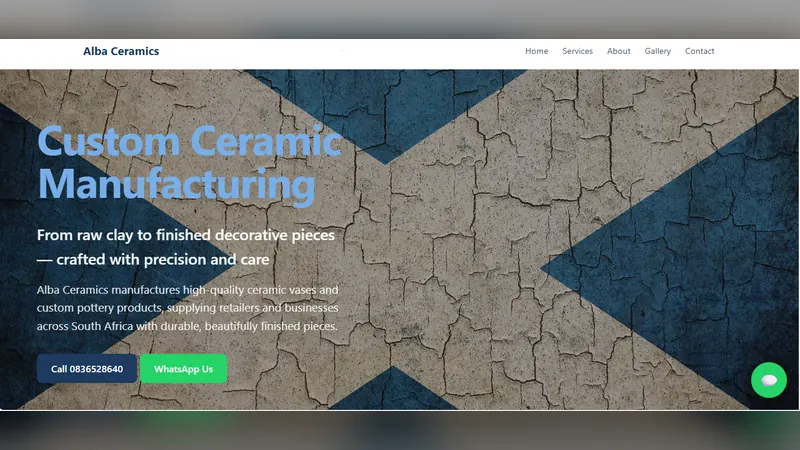 Alba Ceramics
Home Services About Gallery Contact
Custom Ceramic
Manufacturing
From raw clay to finished decorative pieces
— crafted with precision and care
Alba Ceramics manufactures high-quality ceramic vases and
custom pottery products, supplying retailers and businesses
across South Africa with durable, beautifully finished pieces.
Call 0836528640 WhatsApp Us